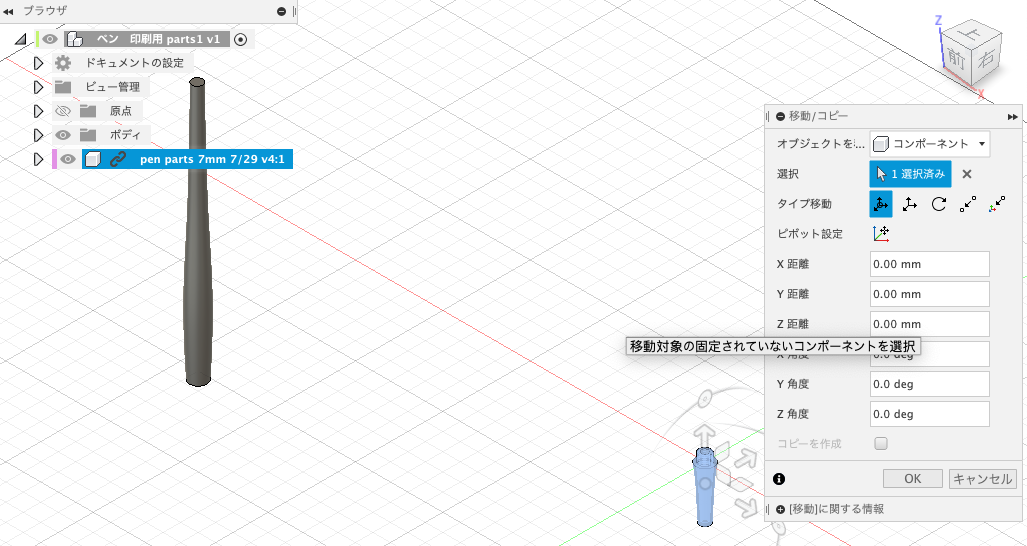 ブラウザ
ペン 印刷用 parts1 v1
ドキュメントの設定
ビュー管理
原点
ボディ
pen parts 7mm 7/29 v4:1
Z
上
前
右
X
移動/コピー
オブジェクトを...
コンポーネント
選択
1 選択済み
タイプ移動
ピボット設定
X 距離
0.00 mm
Y 距離
0.00 mm
Z 距離
0.00 mm
移動対象の固定されていないコンポーネントを選択
X 角度
0.0 deg
Y 角度
0.0 deg
Z 角度
0.0 deg
コピーを作成
OK
キャンセル
[移動]に関する情報